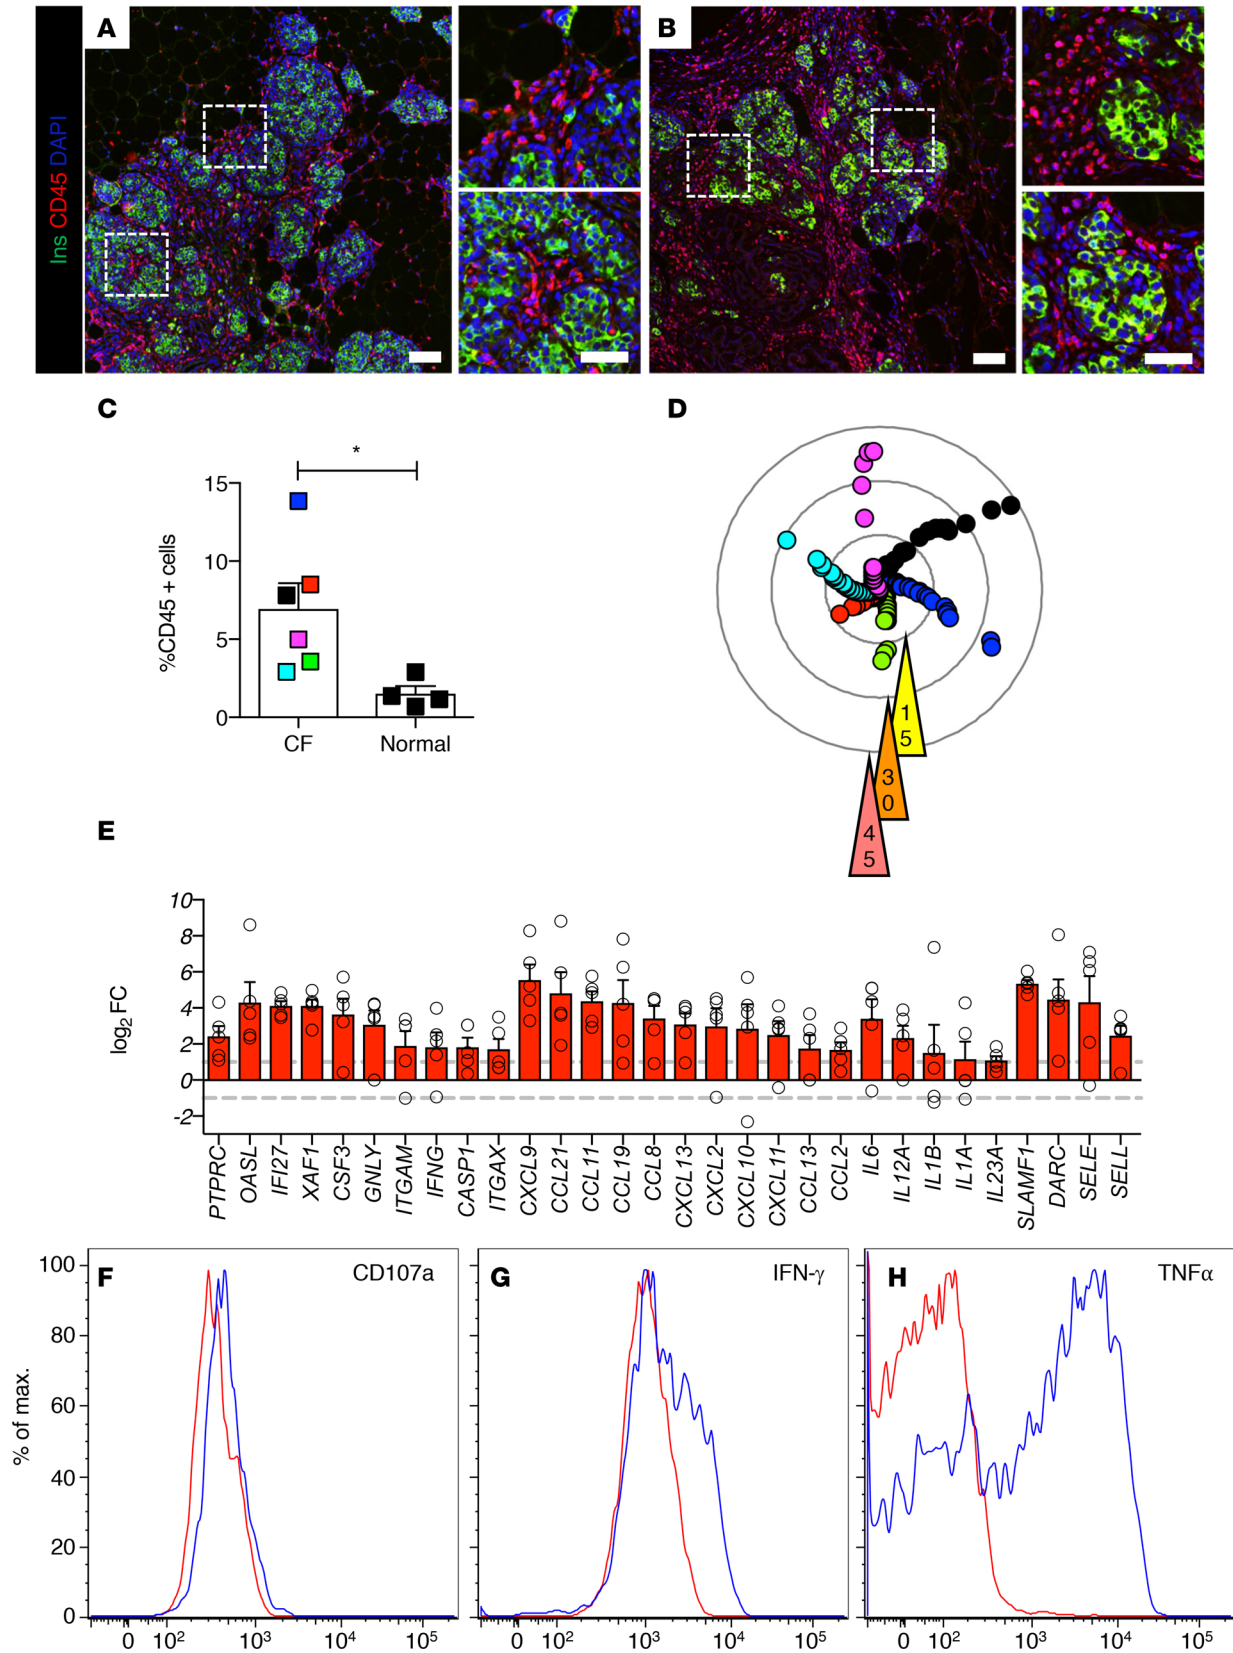 A
B
Ins CD45 DAPI
C
D
*
%CD45 + cells
15
10
5
0
CF
Normal
1
5
3
0
4
5
E
log2 FC
10
8
6
4
2
0
-2
PTPRC
OASL
IFI27
XAF1
CSF3
GNLY
ITGAM
IFNG
CASP1
ITGAX
CXCL9
CCL21
CCL11
CCL19
CCL8
CXCL13
CXCL2
CXCL10
CXCL11
CCL13
CCL2
IL6
IL12A
IL1B
IL1A
IL23A
SLAMF1
DARC
SELE
SELL
% of max.
100
80
60
40
20
0
F
CD107a
0 10² 10³ 10⁴ 10⁵
G
IFN-γ
0 10² 10³ 10⁴ 10⁵
H
TNFα
0 10² 10³ 10⁴ 10⁵